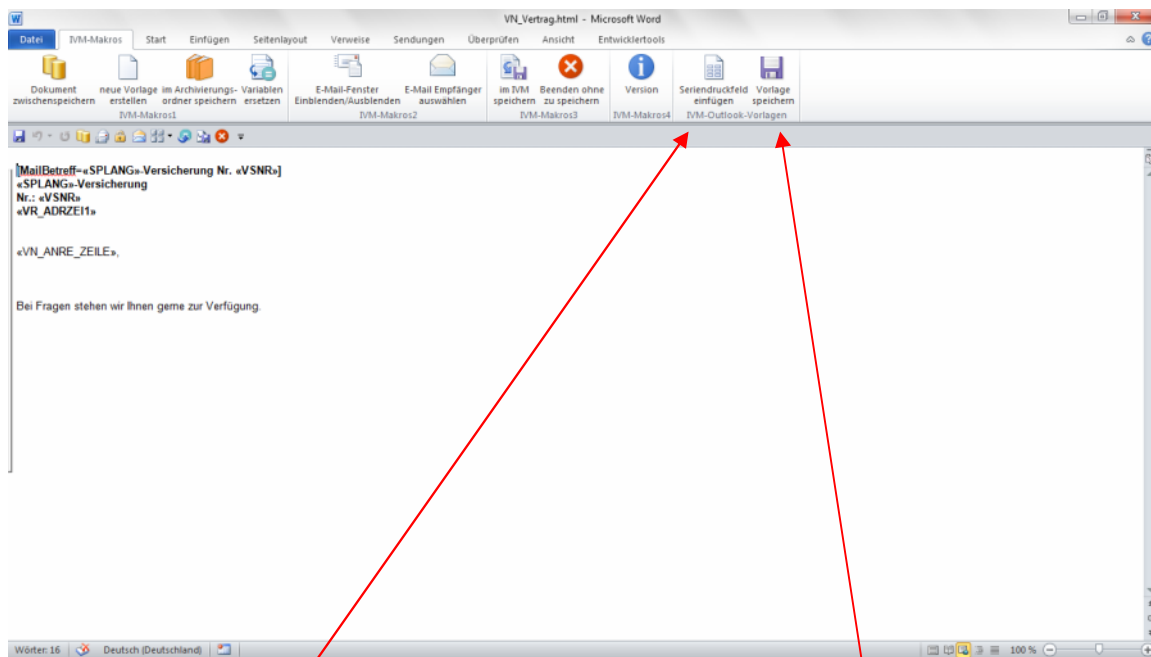 VN_Vertrag.html - Microsoft Word
Datei IVM-Makros Start Einfügen Seitenlayout Verweise Sendungen Überprüfen Ansicht Entwicklertools
Dokument neue Vorlage im Archivierungs- Variablen E-Mail-Fenster E-Mail Empfänger im IVM Beenden ohne Version Seriendruckfeld Vorlage
zwischenspeichern erstellen ordner speichern ersetzen Einblenden/Ausblenden auswählen speichern zu speichern einfügen speichern
IVM-Makros1 IVM-Makros2 IVM-Makros3 IVM-Makros4 IVM-Outlook-Vorlagen
[MailBetreff=«SPLANG»-Versicherung Nr. «VSNR»]
«SPLANG»-Versicherung
Nr.: «VSNR»
«VR_ADRZEI1»
«VN_ANRE_ZEILE»,
Bei Fragen stehen wir Ihnen gerne zur Verfügung.
Wörter: 16 Deutsch (Deutschland) 100 %